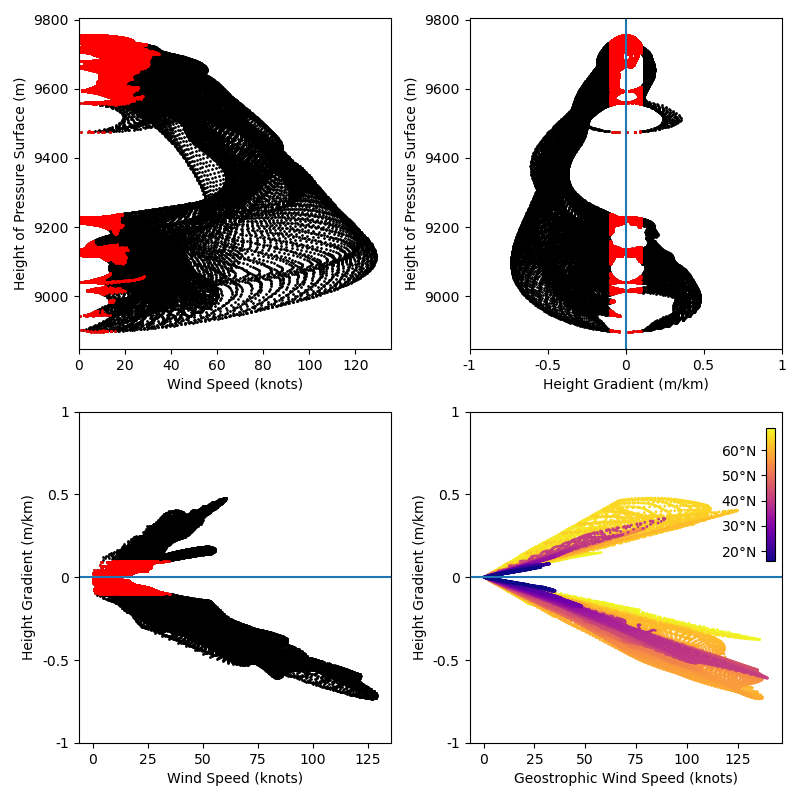 9800
9600
9400
9200
9000
Height of Pressure Surface (m)
0 20 40 60 80 100 120
Wind Speed (knots)
9800
9600
9400
9200
9000
Height of Pressure Surface (m)
-1 -0.5 0 0.5 1
Height Gradient (m/km)
1
0.5
0
-0.5
-1
Height Gradient (m/km)
0 25 50 75 100 125
Wind Speed (knots)
1
0.5
0
-0.5
-1
Height Gradient (m/km)
60°N
50°N
40°N
30°N
20°N
0 25 50 75 100 125
Geostrophic Wind Speed (knots)